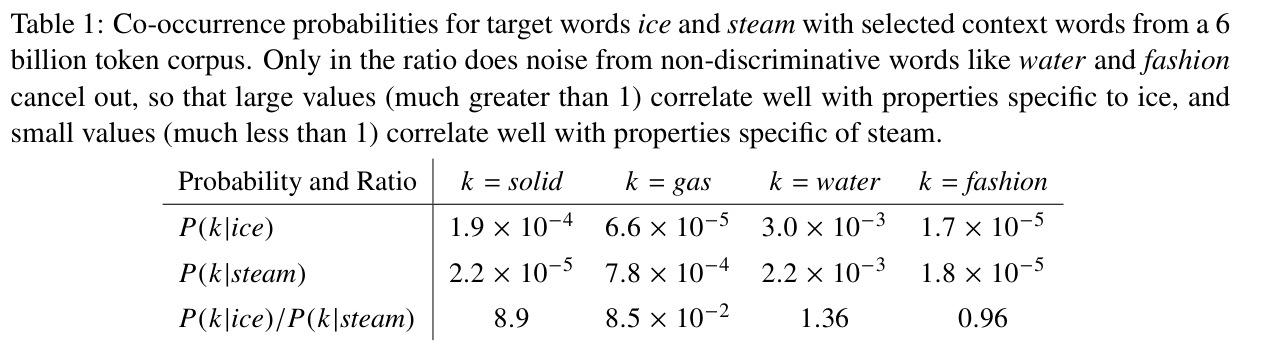 Table 1: Co-occurrence probabilities for target words ice and steam with selected context words from a 6
billion token corpus. Only in the ratio does noise from non-discriminative words like water and fashion
cancel out, so that large values (much greater than 1) correlate well with properties specific to ice, and
small values (much less than 1) correlate well with properties specific of steam.
Probability and Ratio k = solid k = gas k = water k = fashion
P(k|ice) 1.9 × 10⁻⁴ 6.6 × 10⁻⁵ 3.0 × 10⁻³ 1.7 × 10⁻⁵
P(k|steam) 2.2 × 10⁻⁵ 7.8 × 10⁻⁴ 2.2 × 10⁻³ 1.8 × 10⁻⁵
P(k|ice)/P(k|steam) 8.9 8.5 × 10⁻² 1.36 0.96